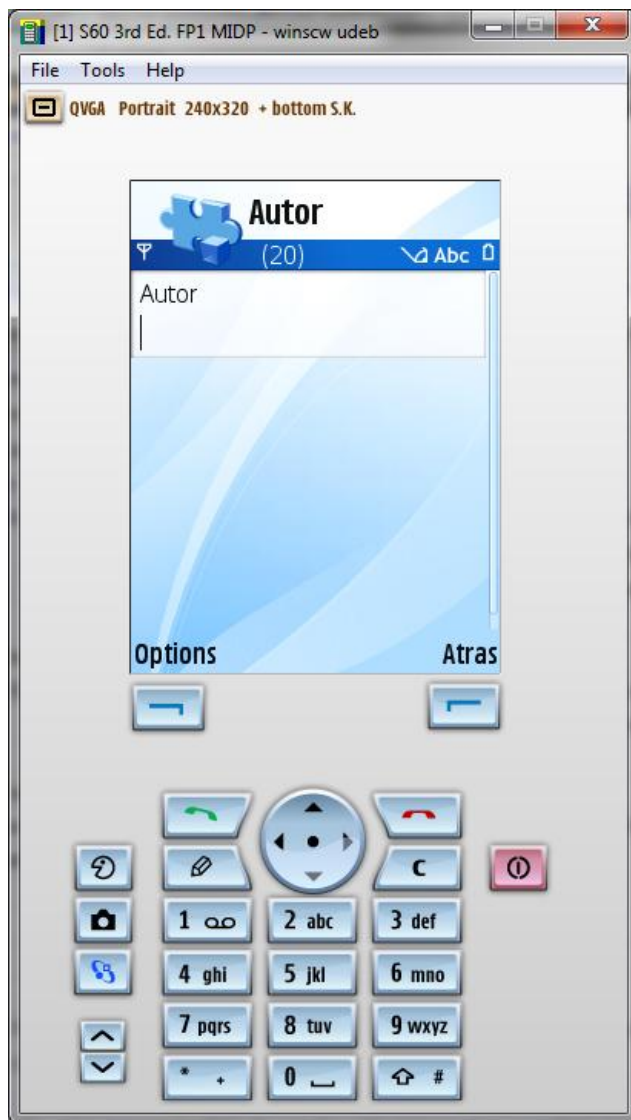 [1] S60 3rd Ed. FP1 MIDP - winscw udeb
File Tools Help
QVGA Portrait 240x320 + bottom S.K.
Autor
(20) Abc
Autor
Options Atras
C
1 2 abc 3 def
4 ghi 5 jkl 6 mno
7 pqrs 8 tuv 9 wxyz
* + 0 #